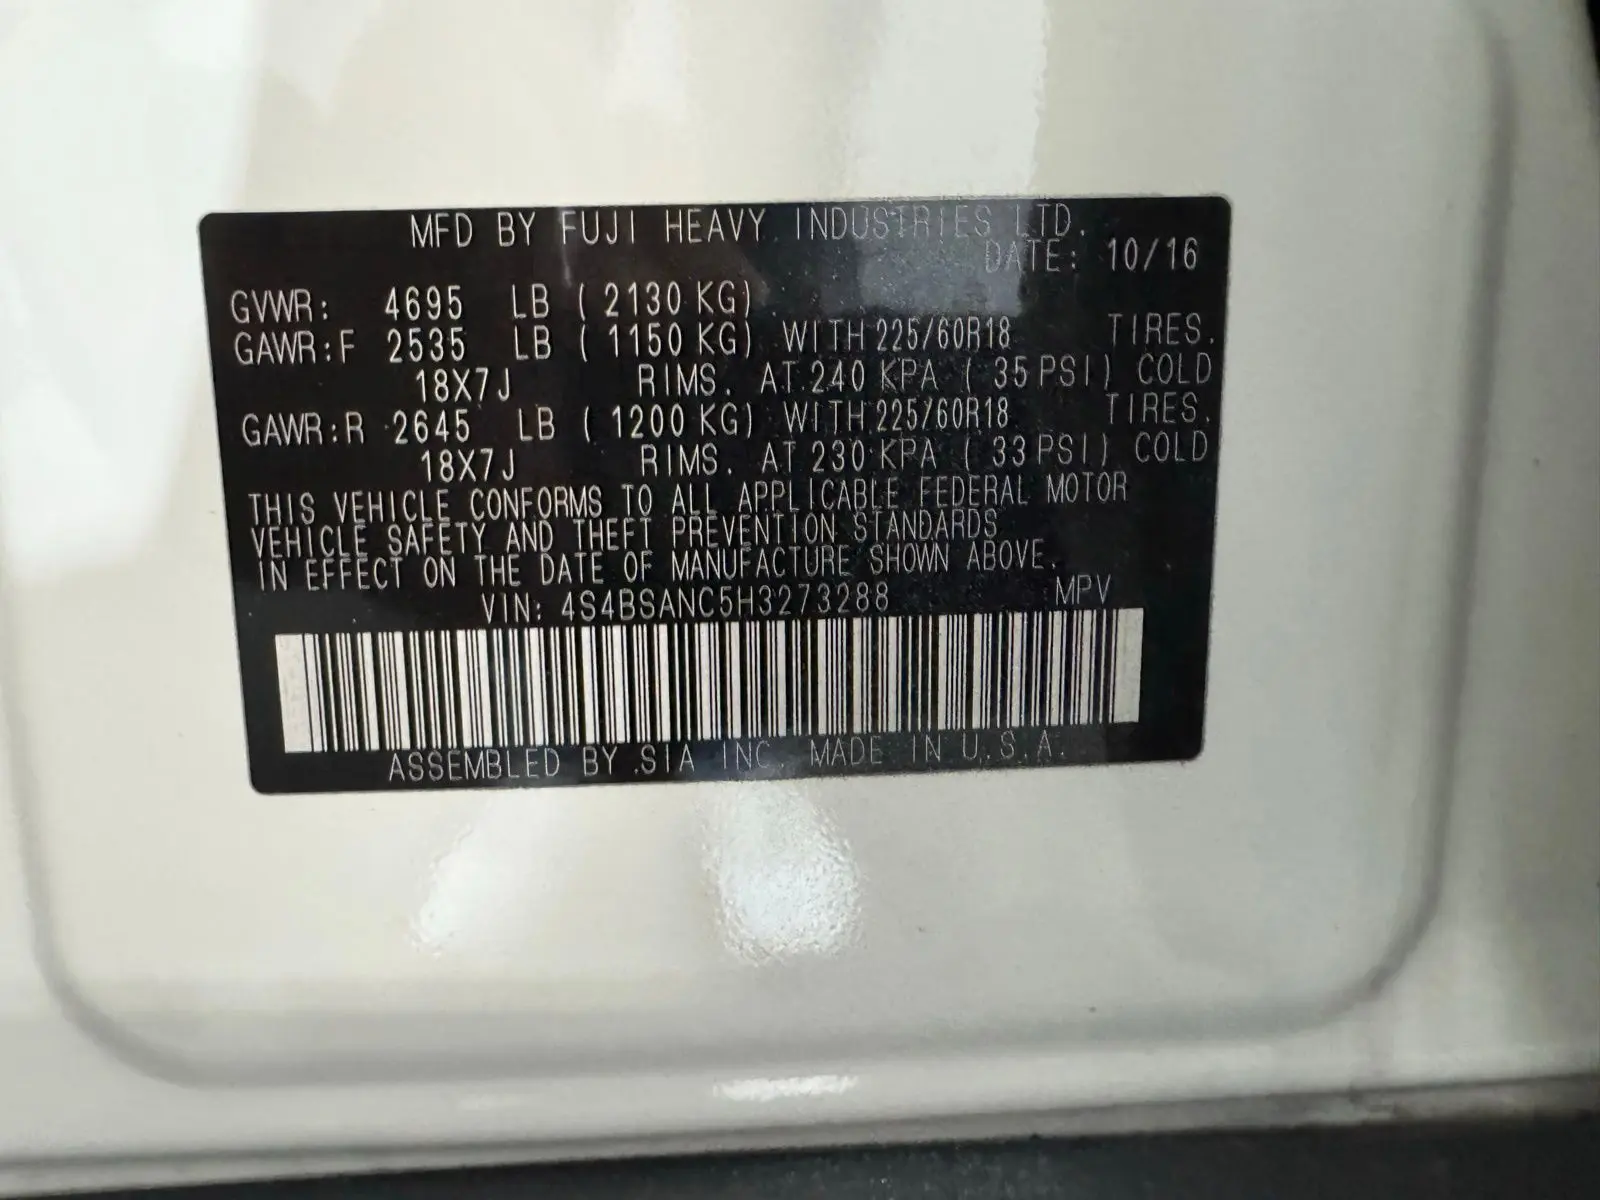 MFD BY FUJI HEAVY INDUSTRIES LTD.
DATE: 10/16
GVWR: 4695 LB ( 2130 KG)
GAWR:F 2535 LB ( 1150 KG) WITH 225/60R18 TIRES.
18X7J RIMS. AT 240 KPA ( 35 PSI) COLD
GAWR:R 2645 LB ( 1200 KG) WITH 225/60R18 TIRES.
18X7J RIMS. AT 230 KPA ( 33 PSI) COLD
THIS VEHICLE CONFORMS TO ALL APPLICABLE FEDERAL MOTOR
VEHICLE SAFETY AND THEFT PREVENTION STANDARDS
IN EFFECT ON THE DATE OF MANUFACTURE SHOWN ABOVE.
VIN: 4S4BSANC5H3273288 MPV
ASSEMBLED BY SIA INC. MADE IN U.S.A.